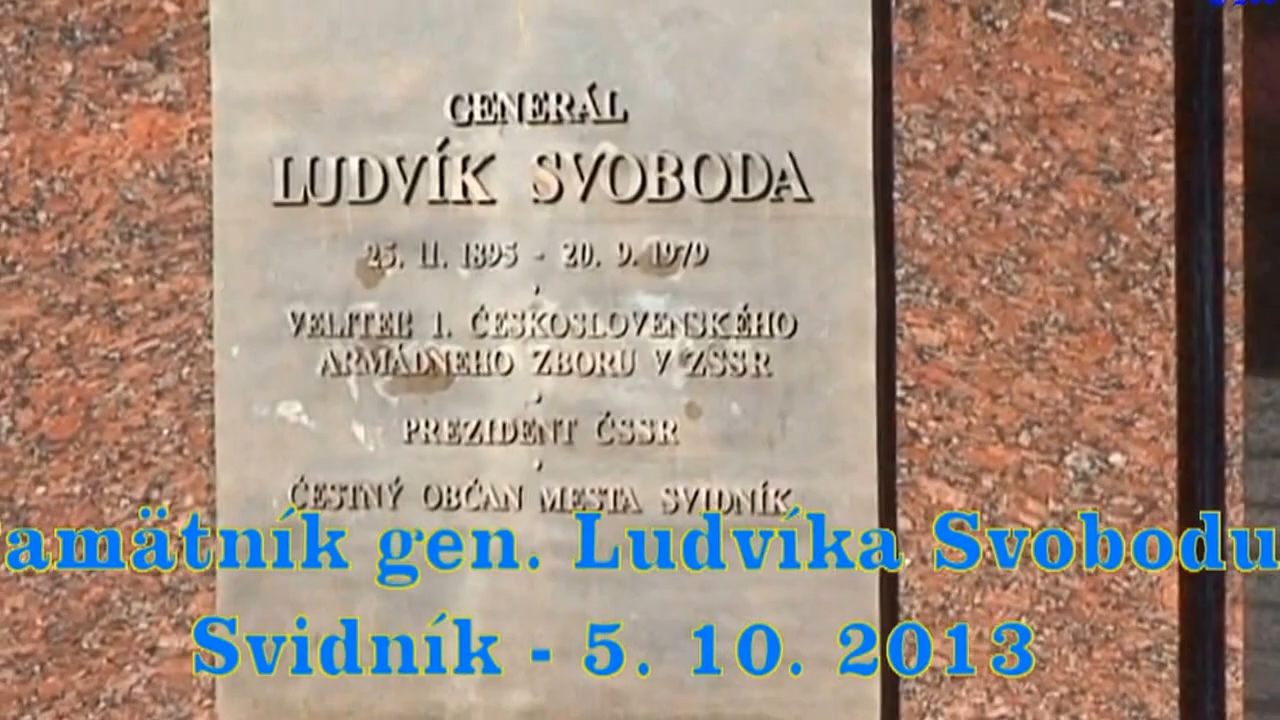 GENERÁL
LUDVÍK SVOBODA
25. 11. 1895 - 20. 9. 1979
VELITEĽ 1. ČESKOSLOVENSKÉHO
ARMÁDNEHO ZBORU V ZSSR
PREZIDENT ČSSR
ČESTNÝ OBČAN MESTA SVIDNÍK
amätník gen. Ludvíka Svobodu
Svidník - 5. 10. 2013